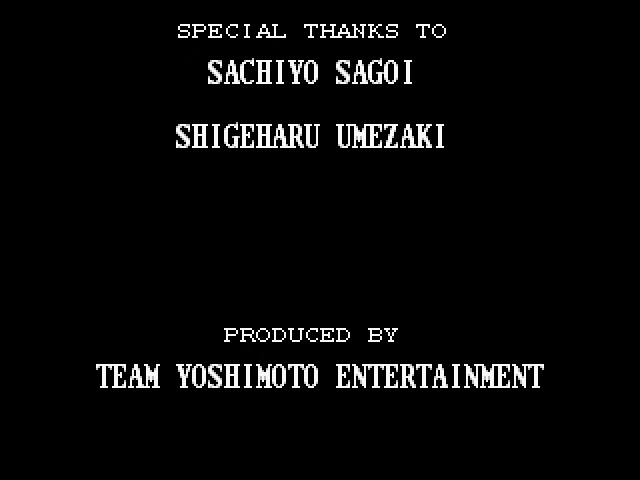 SPECIAL THANKS TO
SACHIYO SAGOI
SHIGEHARU UMEZAKI
PRODUCED BY
TEAM YOSHIMOTO ENTERTAINMENT